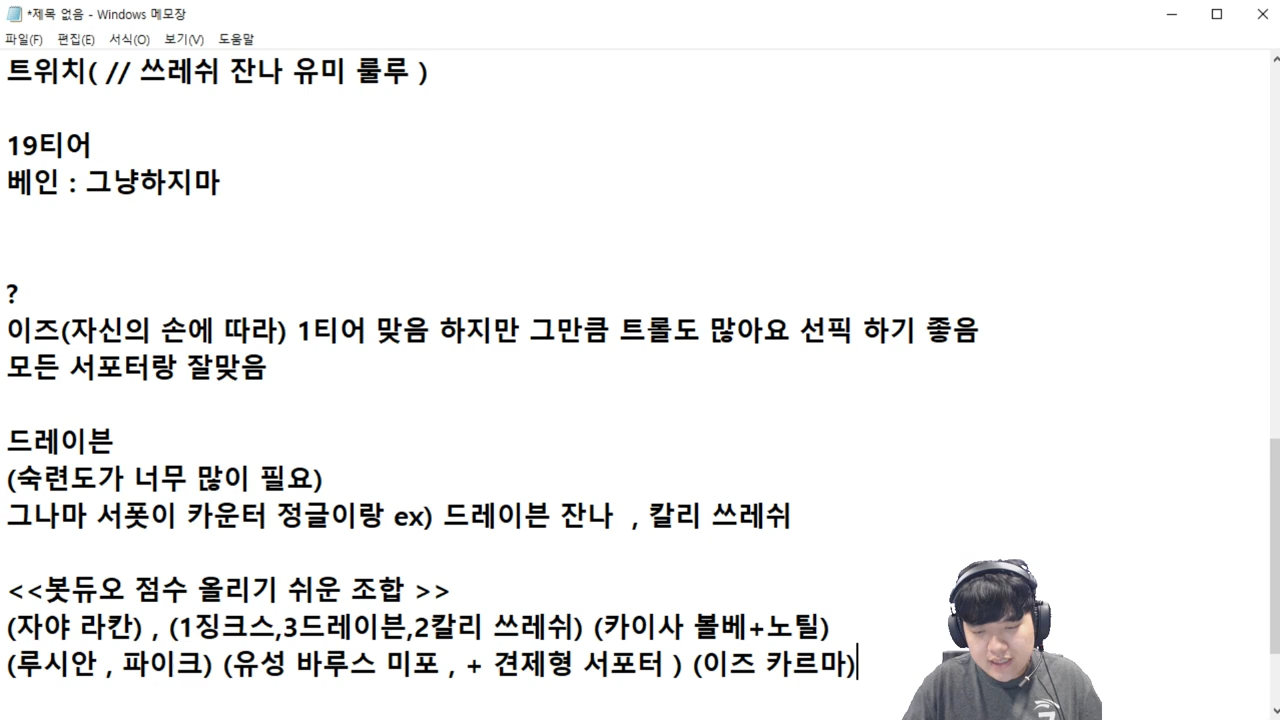 *제목 없음 - Windows 메모장
파일(F) 편집(E) 서식(O) 보기(V) 도움말
트위치( // 쓰레쉬 잔나 유미 룰루 )
19티어
베인 : 그냥하지마
?
이즈(자신의 손에 따라) 1티어 맞음 하지만 그만큼 트롤도 많아요 선픽 하기 좋음
모든 서포터랑 잘맞음
드레이븐
(숙련도가 너무 많이 필요)
그나마 서폿이 카운터 정글이랑 ex) 드레이븐 잔나 , 칼리 쓰레쉬
<<봇듀오 점수 올리기 쉬운 조합 >>
(자야 라칸) , (1징크스,3드레이븐,2칼리 쓰레쉬) (카이사 볼베+노틸)
(루시안 , 파이크) (유성 바루스 미포 , + 견제형 서포터 ) (이즈 카르마)